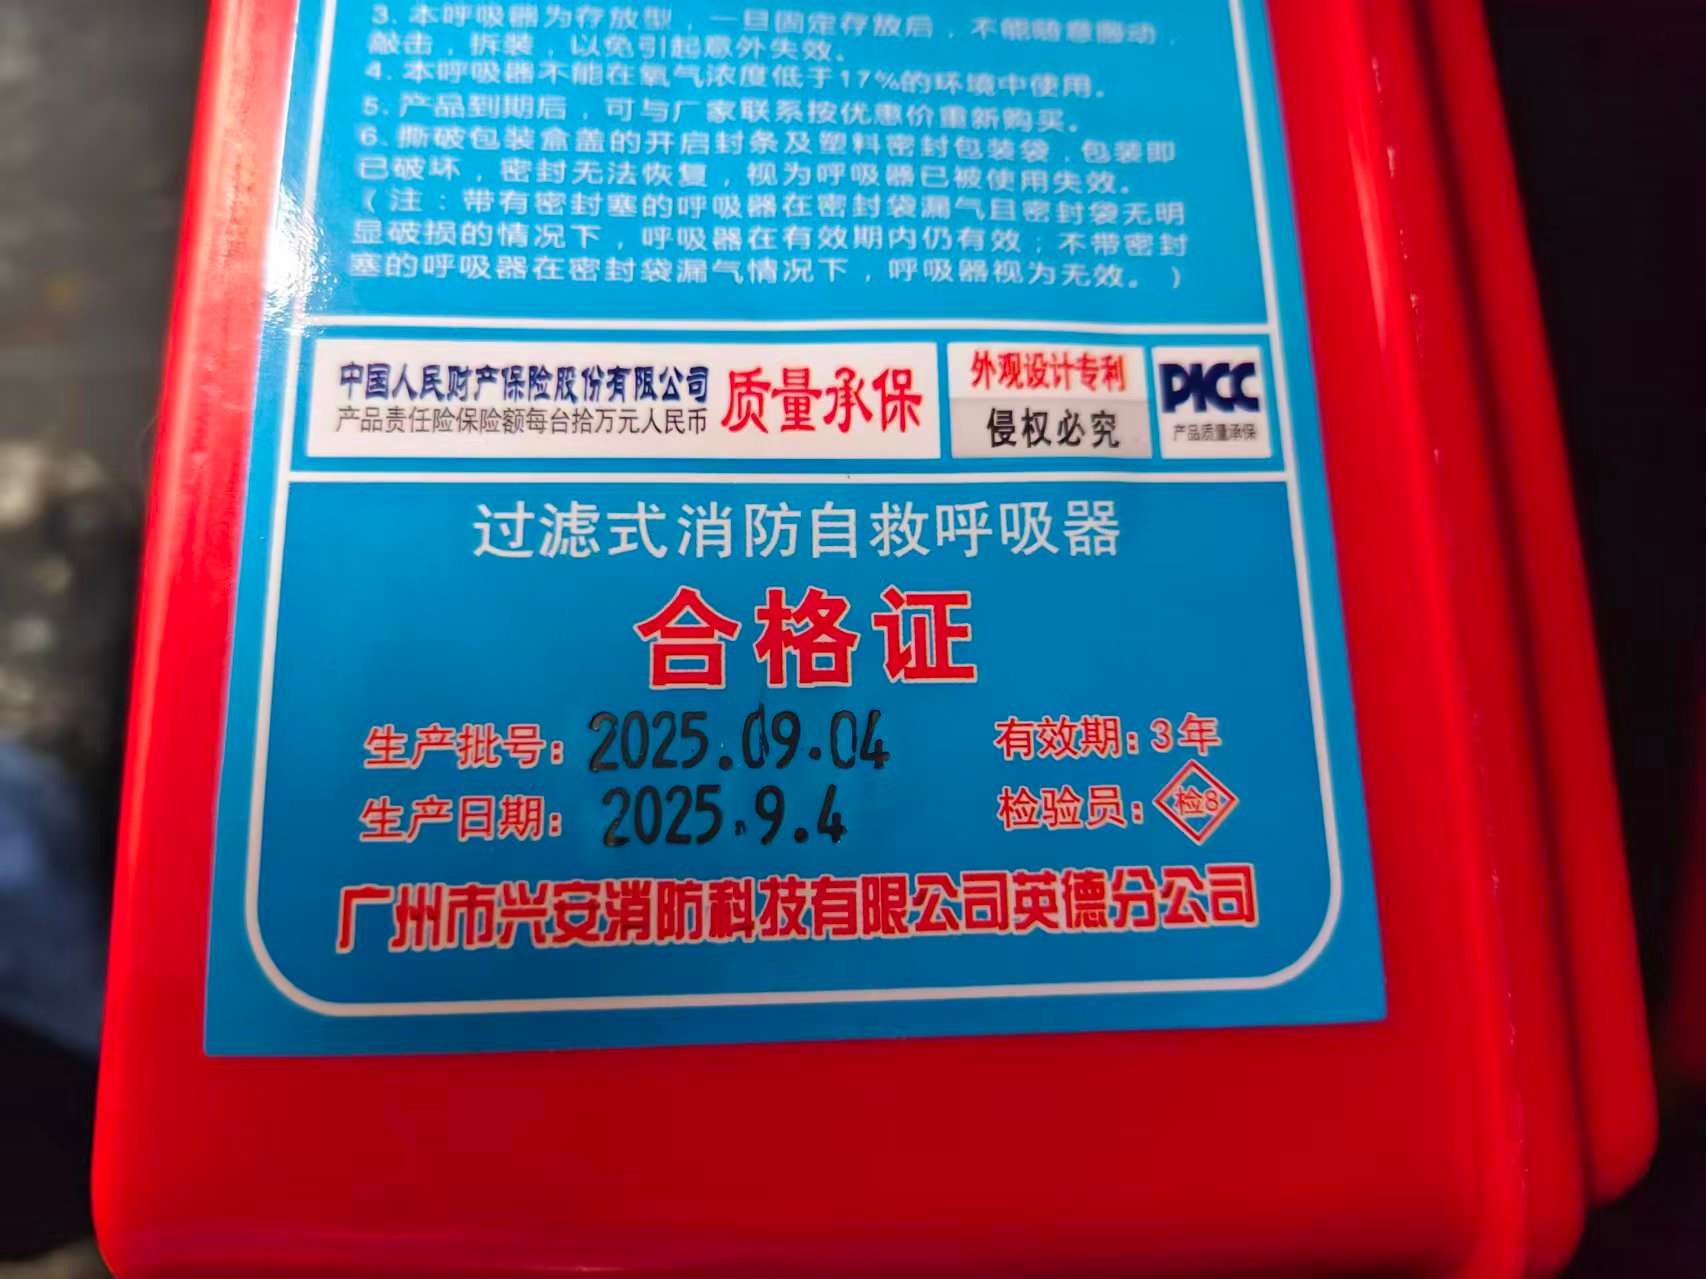 3. 本呼吸器为存放型，一旦固定存放后，不能随意搬动，
敲击，拆装，以免引起意外失效。
4. 本呼吸器不能在氧气浓度低于17%的环境中使用。
5. 产品到期后，可与厂家联系按优惠价重新购买。
6. 撕破包装盒盖的开启封条及塑料密封包装袋，包装即
已破坏，密封无法恢复，视为呼吸器已被使用失效。
（注：带有密封塞的呼吸器在密封袋漏气且密封袋无明
显破损的情况下，呼吸器在有效期内仍有效；不带密封
塞的呼吸器在密封袋漏气情况下，呼吸器视为无效。）
中国人民财产保险股份有限公司
产品责任险保险额每台拾万元人民币
质量承保
外观设计专利
侵权必究
PICC
产品质量承保
过滤式消防自救呼吸器
合格证
生产批号：2025.09.04 有效期：3年
生产日期：2025.9.4 检验员：检8
广州市兴安消防科技有限公司英德分公司